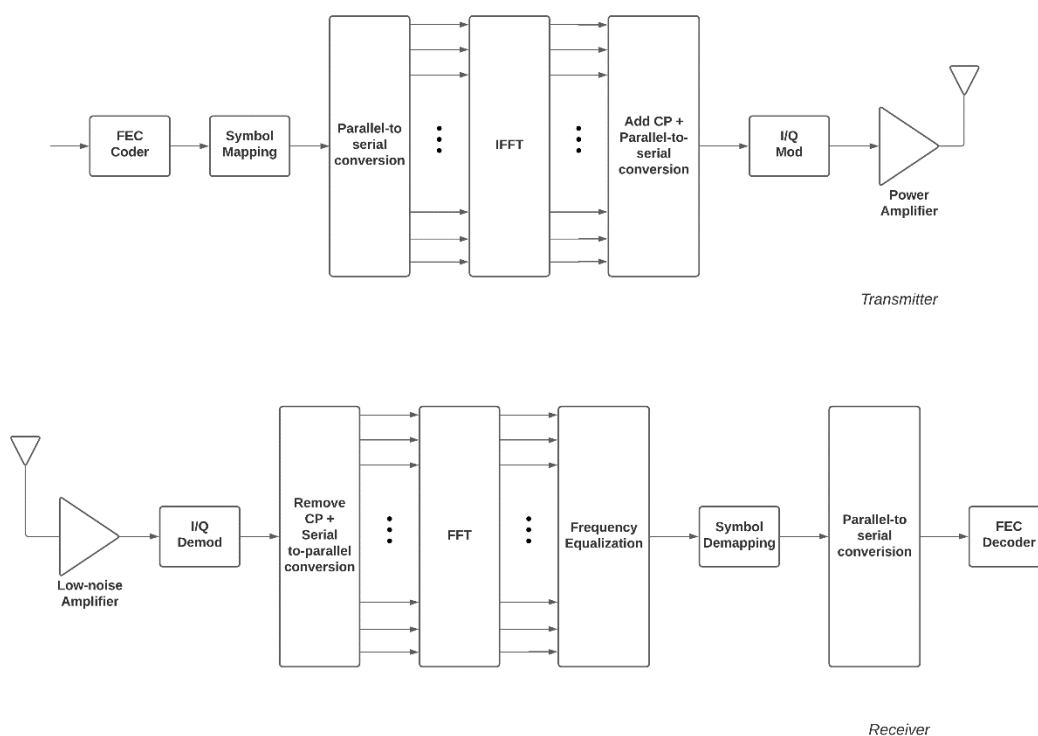 FEC
Coder
Symbol
Mapping
Parallel-to
serial
conversion
IFFT
Add CP +
Parallel-to-
serial
conversion
I/Q
Mod
Power
Amplifier
Transmitter
Low-noise
Amplifier
I/Q
Demod
Remove
CP +
Serial
to-parallel
conversion
FFT
Frequency
Equalization
Symbol
Demapping
Parallel-to
serial
converision
FEC
Decoder
Receiver